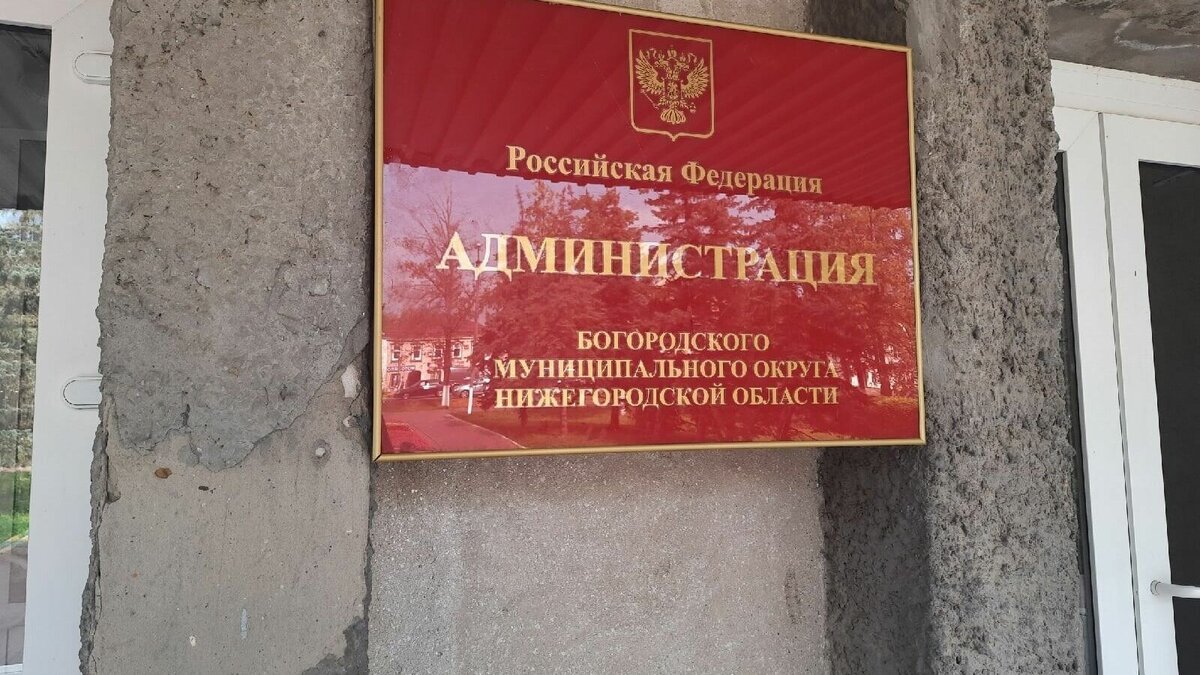 Российская Федерация
АДМИНИСТРАЦИЯ
БОГОРОДСКОГО
МУНИЦИПАЛЬНОГО ОКРУГА
НИЖЕГОРОДСКОЙ ОБЛАСТИ